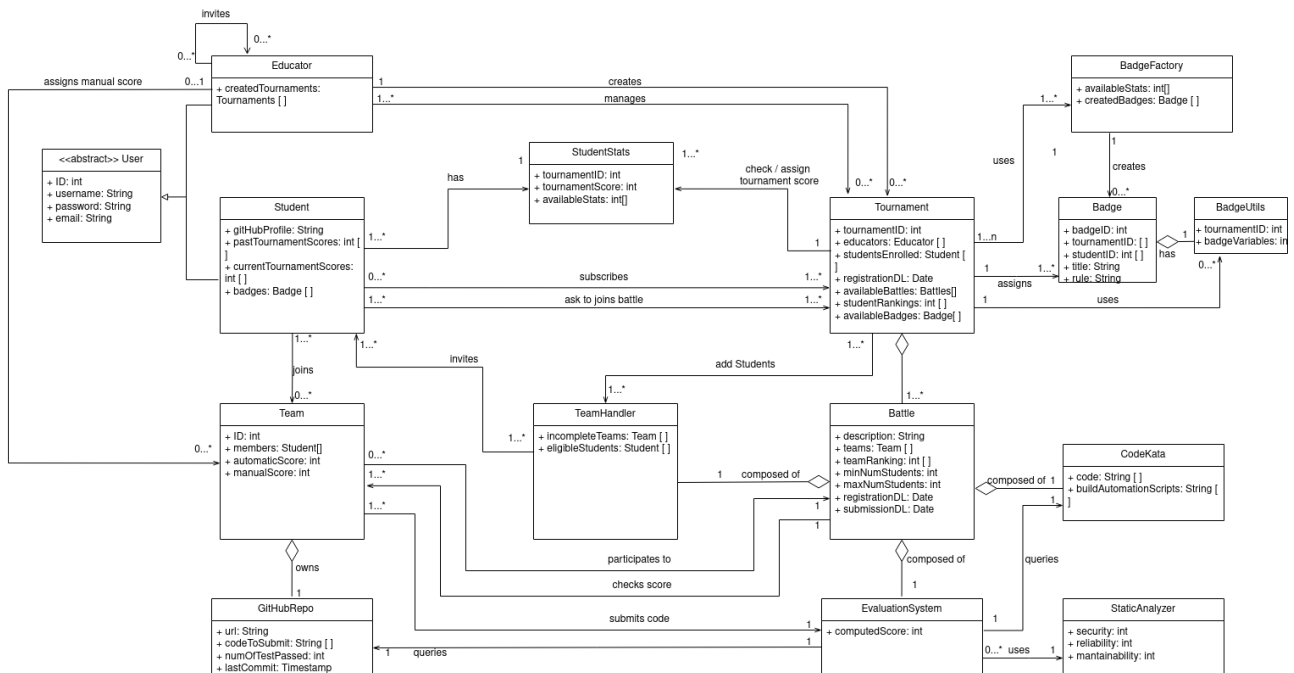 invites
0...*
0...*
Educator
+ createdTournaments:
Tournaments [ ]
assigns manual score
0...1
1
creates
1...*
manages
BadgeFactory
+ availableStats: int[]
+ createdBadges: Badge [ ]
1...*
uses
1
1
creates
0...*
<<abstract>> User
+ ID: int
+ username: String
+ password: String
+ email: String
StudentStats
+ tournamentID: int
+ tournamentScore: int
+ availableStats: int[]
1
has
1...*
1...*
check / assign
tournament score
1
0...*
0...*
Student
+ gitHubProfile: String
+ pastTournamentScores: int [
]
+ currentTournamentScores:
int [ ]
+ badges: Badge [ ]
Tournament
+ tournamentID: int
+ educators: Educator [ ]
+ studentsEnrolled: Student [
]
+ registrationDL: Date
+ availableBattles: Battles[]
+ studentRankings: int [ ]
+ availableBadges: Badge[ ]
Badge
+ badgeID: int
+ tournamentID: [ ]
+ studentID: int [ ]
+ title: String
+ rule: String
BadgeUtils
+ tournamentID: int
+ badgeVariables: in
1...n
1
has
0...*
1
assigns
1...*
1
uses
0...*
subscribes
1...*
1...*
ask to joins battle
1...*
1...*
joins
0...*
1...*
invites
1...*
1...*
add Students
1...*
1...*
Team
+ ID: int
+ members: Student[]
+ automaticScore: int
+ manualScore: int
0...*
0...*
1...*
1...*
TeamHandler
+ incompleteTeams: Team [ ]
+ eligibleStudents: Student [ ]
1
composed of
Battle
+ description: String
+ teams: Team [ ]
+ teamRanking: int [ ]
+ minNumStudents: int
+ maxNumStudents: int
+ registrationDL: Date
+ submissionDL: Date
CodeKata
+ code: String [ ]
+ buildAutomationScripts: String [
]
composed of
1
1
1
1
participates to
checks score
composed of
1
queries
1
owns
1
GitHubRepo
+ url: String
+ codeToSubmit: String [ ]
+ numOfTestPassed: int
+ lastCommit: Timestamp
submits code
1
1
queries
1
EvaluationSystem
+ computedScore: int
0...*
uses
1
StaticAnalyzer
+ security: int
+ reliability: int
+ mantainability: int